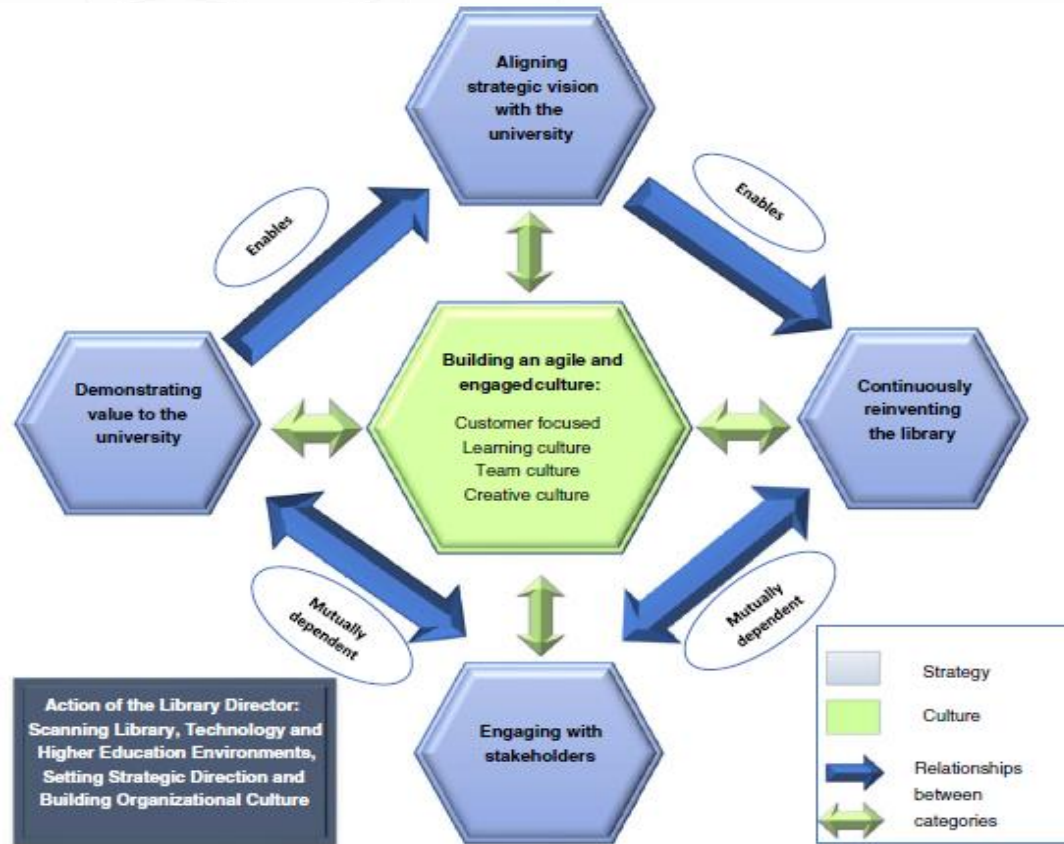 Aligning
strategic vision
with the
university
Enables
Enables
Demonstrating
value to the
university
Building an agile and
engaged culture:
Customer focused
Learning culture
Team culture
Creative culture
Continuously
reinventing
the library
Mutually
dependent
Mutually
dependent
Engaging with
stakeholders
Action of the Library Director:
Scanning Library, Technology and
Higher Education Environments,
Setting Strategic Direction and
Building Organizational Culture
Strategy
Culture
Relationships
between
categories